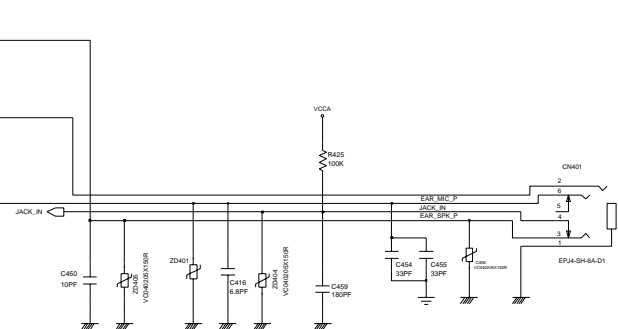 VCCA
R425
100K
CN401
2
6
EAR_MIC_P
JACK_IN
5
JACK_IN
EAR_SPK_P
4
3
1
EPJ4-SH-6A-D1
C450
10PF
ZD405
VC040205X150R
ZD401
C416
6.8PF
ZD404
VC040205X150R
C459
180PF
C454
33PF
C455
33PF
VC040205X150R